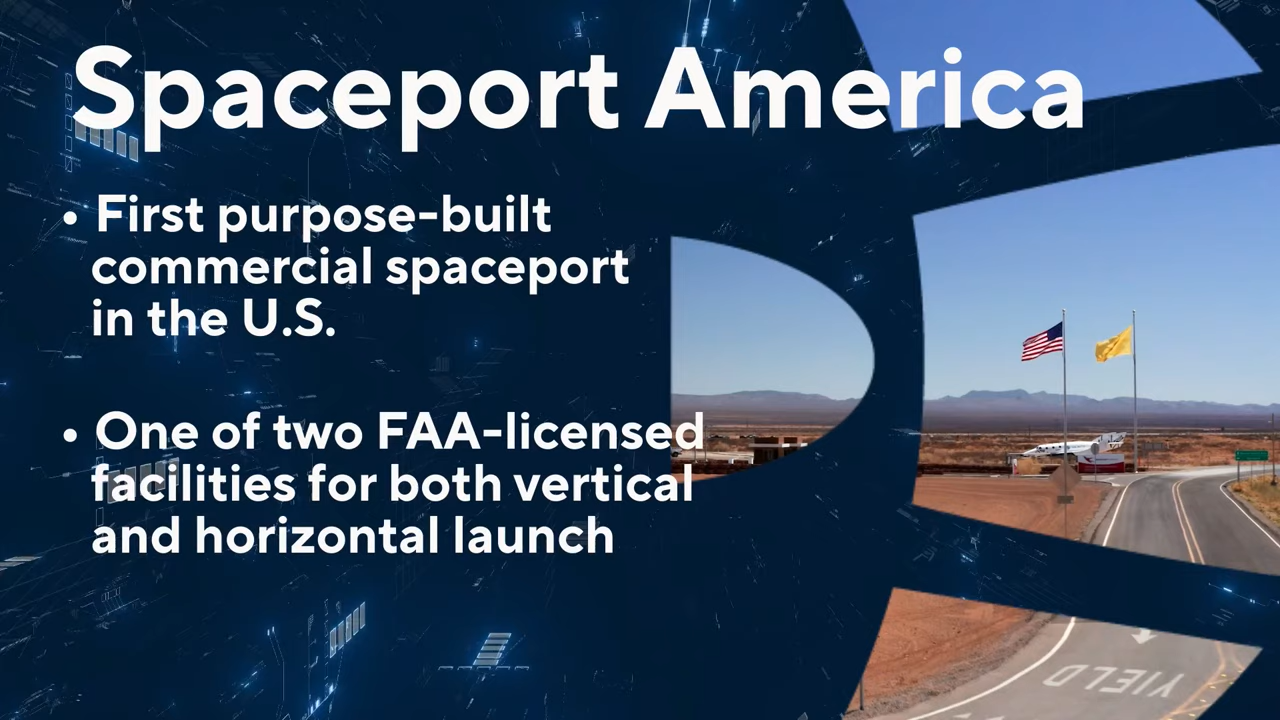 Spaceport America
• First purpose-built
commercial spaceport
in the U.S.
• One of two FAA-licensed
facilities for both vertical
and horizontal launch
YIELD